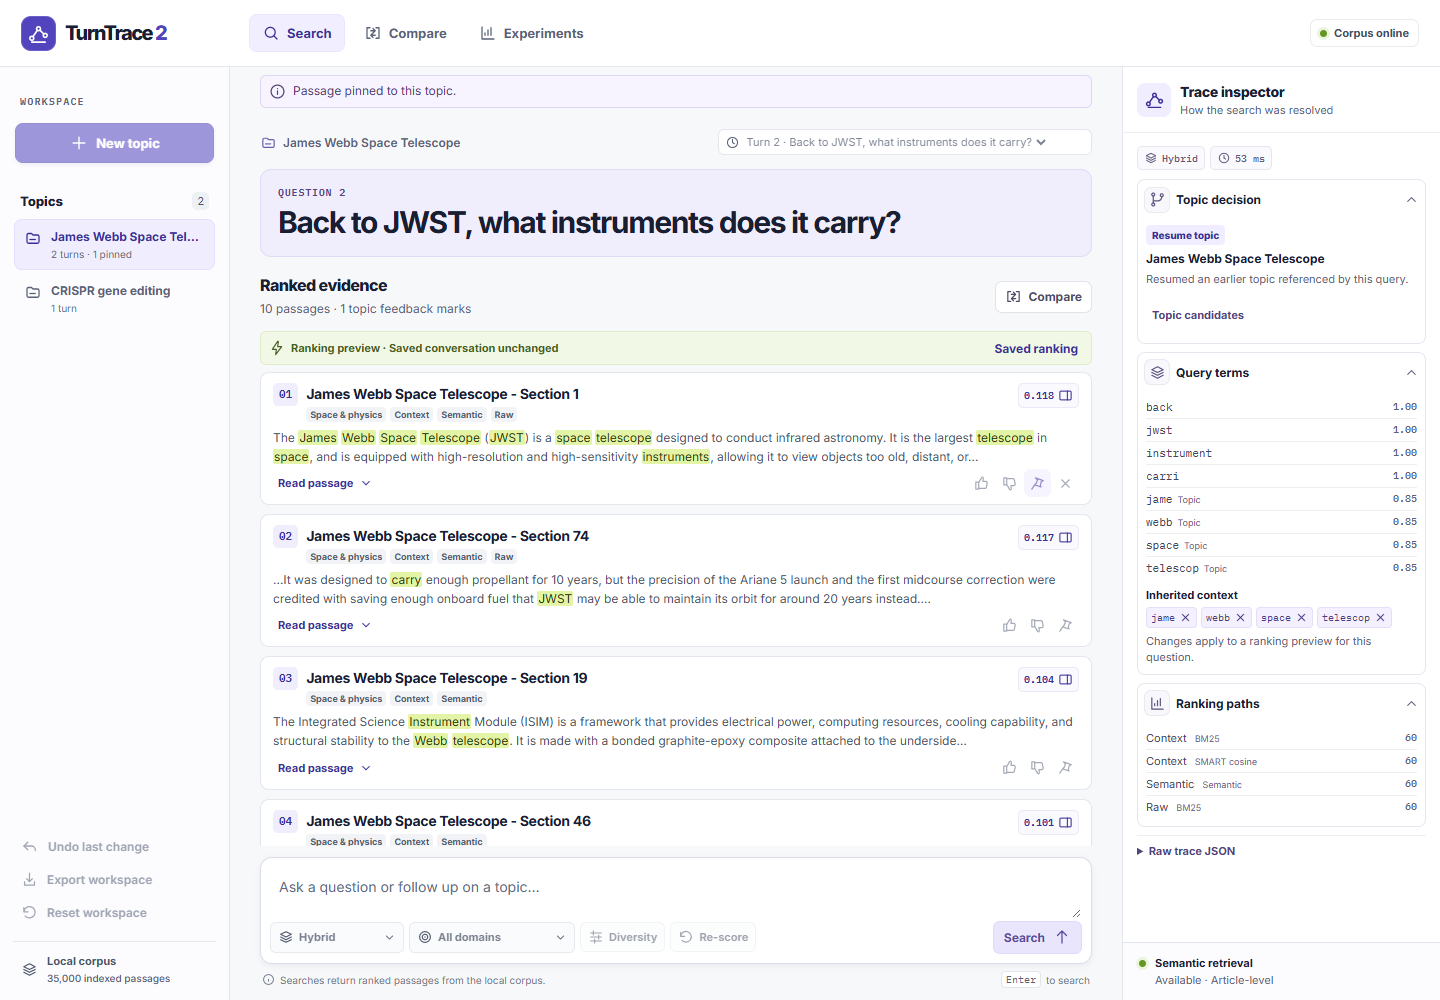 TurnTrace 2
Search
Compare
Experiments
Corpus online
WORKSPACE
New topic
Topics
2
James Webb Space Tel...
2 turns · 1 pinned
CRISPR gene editing
1 turn
Undo last change
Export workspace
Reset workspace
Local corpus
35,000 indexed passages
Passage pinned to this topic.
James Webb Space Telescope
Turn 2 · Back to JWST, what instruments does it carry?
QUESTION 2
Back to JWST, what instruments does it carry?
Ranked evidence
10 passages · 1 topic feedback marks
Compare
Ranking preview · Saved conversation unchanged
Saved ranking
01
James Webb Space Telescope - Section 1
0.118
Space & physics
Context
Semantic
Raw
The James Webb Space Telescope (JWST) is a space telescope designed to conduct infrared astronomy. It is the largest telescope in
space, and is equipped with high-resolution and high-sensitivity instruments, allowing it to view objects too old, distant, or...
Read passage
02
James Webb Space Telescope - Section 74
0.117
Space & physics
Context
Semantic
Raw
...It was designed to carry enough propellant for 10 years, but the precision of the Ariane 5 launch and the first midcourse correction were
credited with saving enough onboard fuel that JWST may be able to maintain its orbit for around 20 years instead....
Read passage
03
James Webb Space Telescope - Section 19
0.104
Space & physics
Context
Semantic
The Integrated Science Instrument Module (ISIM) is a framework that provides electrical power, computing resources, cooling capability, and
structural stability to the Webb telescope. It is made with a bonded graphite-epoxy composite attached to the underside...
Read passage
04
James Webb Space Telescope - Section 46
0.101
Space & physics
Context
Semantic
Ask a question or follow up on a topic...
Hybrid
All domains
Diversity
Re-score
Search
Searches return ranked passages from the local corpus.
Enter to search
Trace inspector
How the search was resolved
Hybrid
53 ms
Topic decision
Resume topic
James Webb Space Telescope
Resumed an earlier topic referenced by this query.
Topic candidates
Query terms
back 1.00
jwst 1.00
instrument 1.00
carri 1.00
jame Topic 0.85
webb Topic 0.85
space Topic 0.85
telescop Topic 0.85
Inherited context
jame
webb
space
telescop
Changes apply to a ranking preview for this
question.
Ranking paths
Context BM25 60
Context SMART cosine 60
Semantic Semantic 60
Raw BM25 60
Raw trace JSON
Semantic retrieval
Available · Article-level